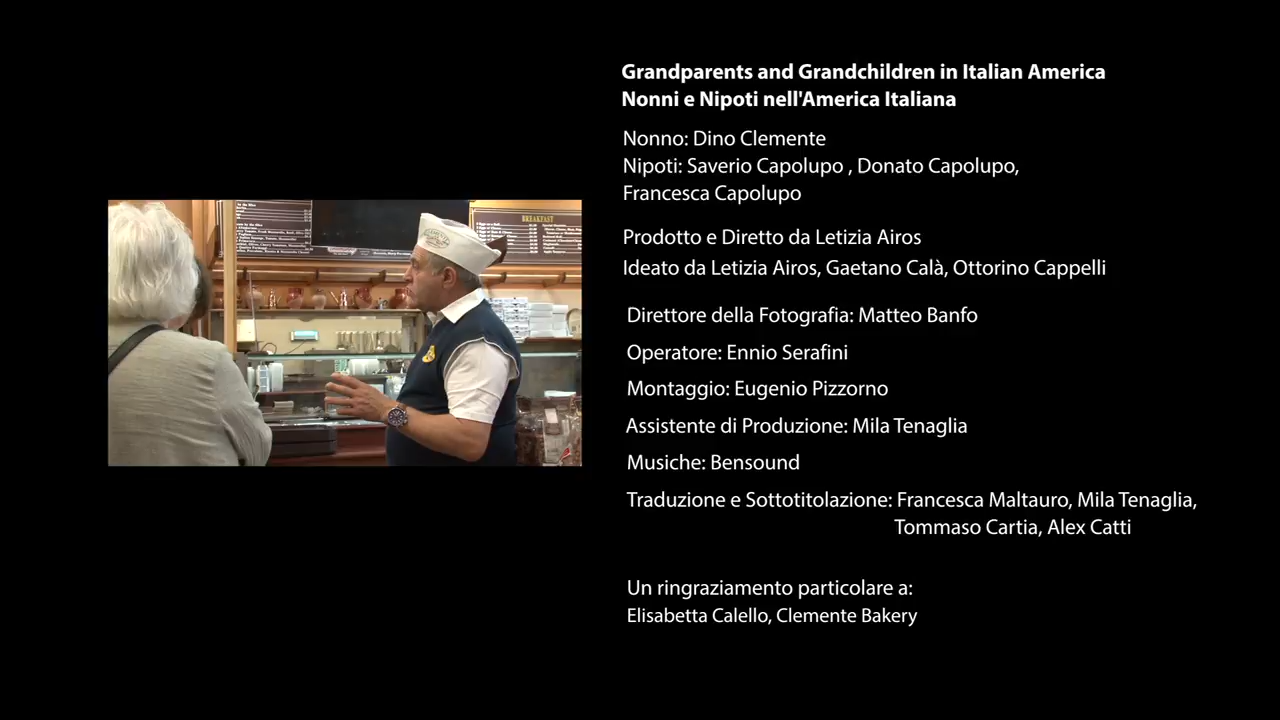 Grandparents and Grandchildren in Italian America
Nonni e Nipoti nell'America Italiana
Nonno: Dino Clemente
Nipoti: Saverio Capolupo , Donato Capolupo,
Francesca Capolupo
Prodotto e Diretto da Letizia Airos
Ideato da Letizia Airos, Gaetano Calà, Ottorino Cappelli
Direttore della Fotografia: Matteo Banfo
Operatore: Ennio Serafini
Montaggio: Eugenio Pizzorno
Assistente di Produzione: Mila Tenaglia
Musiche: Bensound
Traduzione e Sottotitolazione: Francesca Maltauro, Mila Tenaglia,
Tommaso Cartia, Alex Catti
Un ringraziamento particolare a:
Elisabetta Calello, Clemente Bakery
BREAKFAST